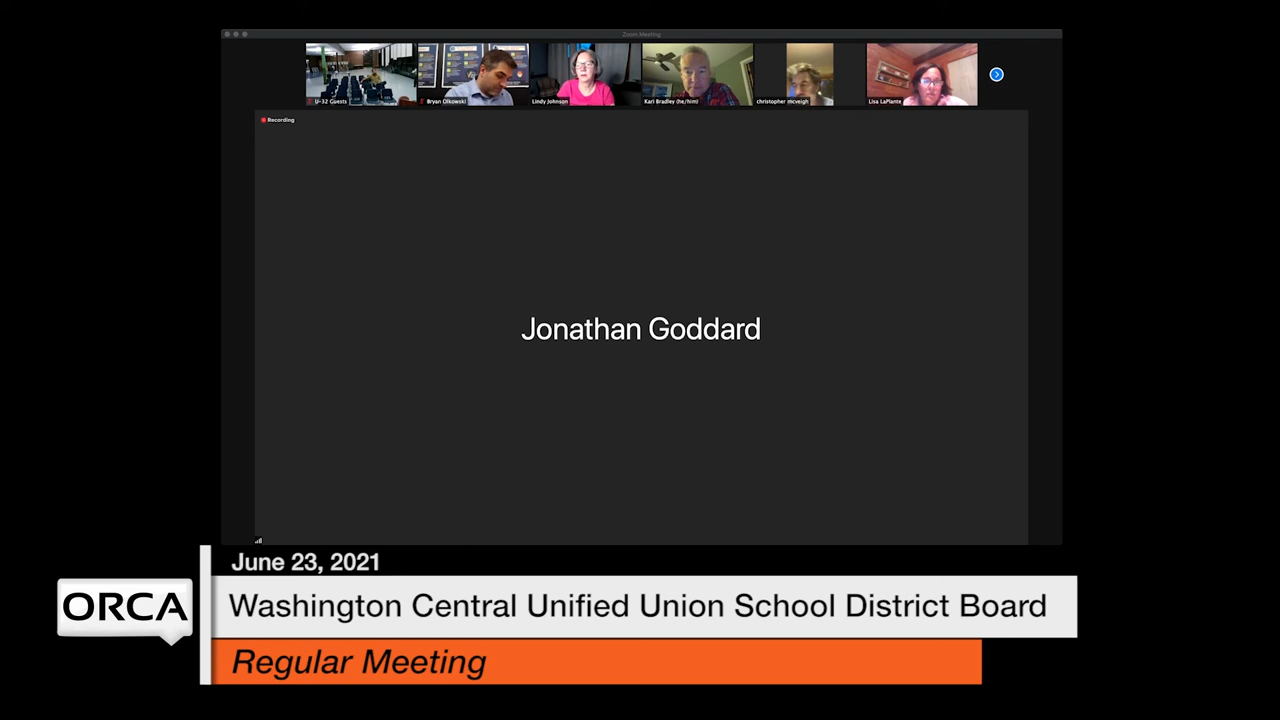 Zoom Meeting
U-32 Guests
Bryan Olkowski
Lindy Johnson
Karl Bradley (he/him)
christopher mcveigh
Lisa LaPlante
Recording
Jonathan Goddard
June 23, 2021
ORCA
Washington Central Unified Union School District Board
Regular Meeting